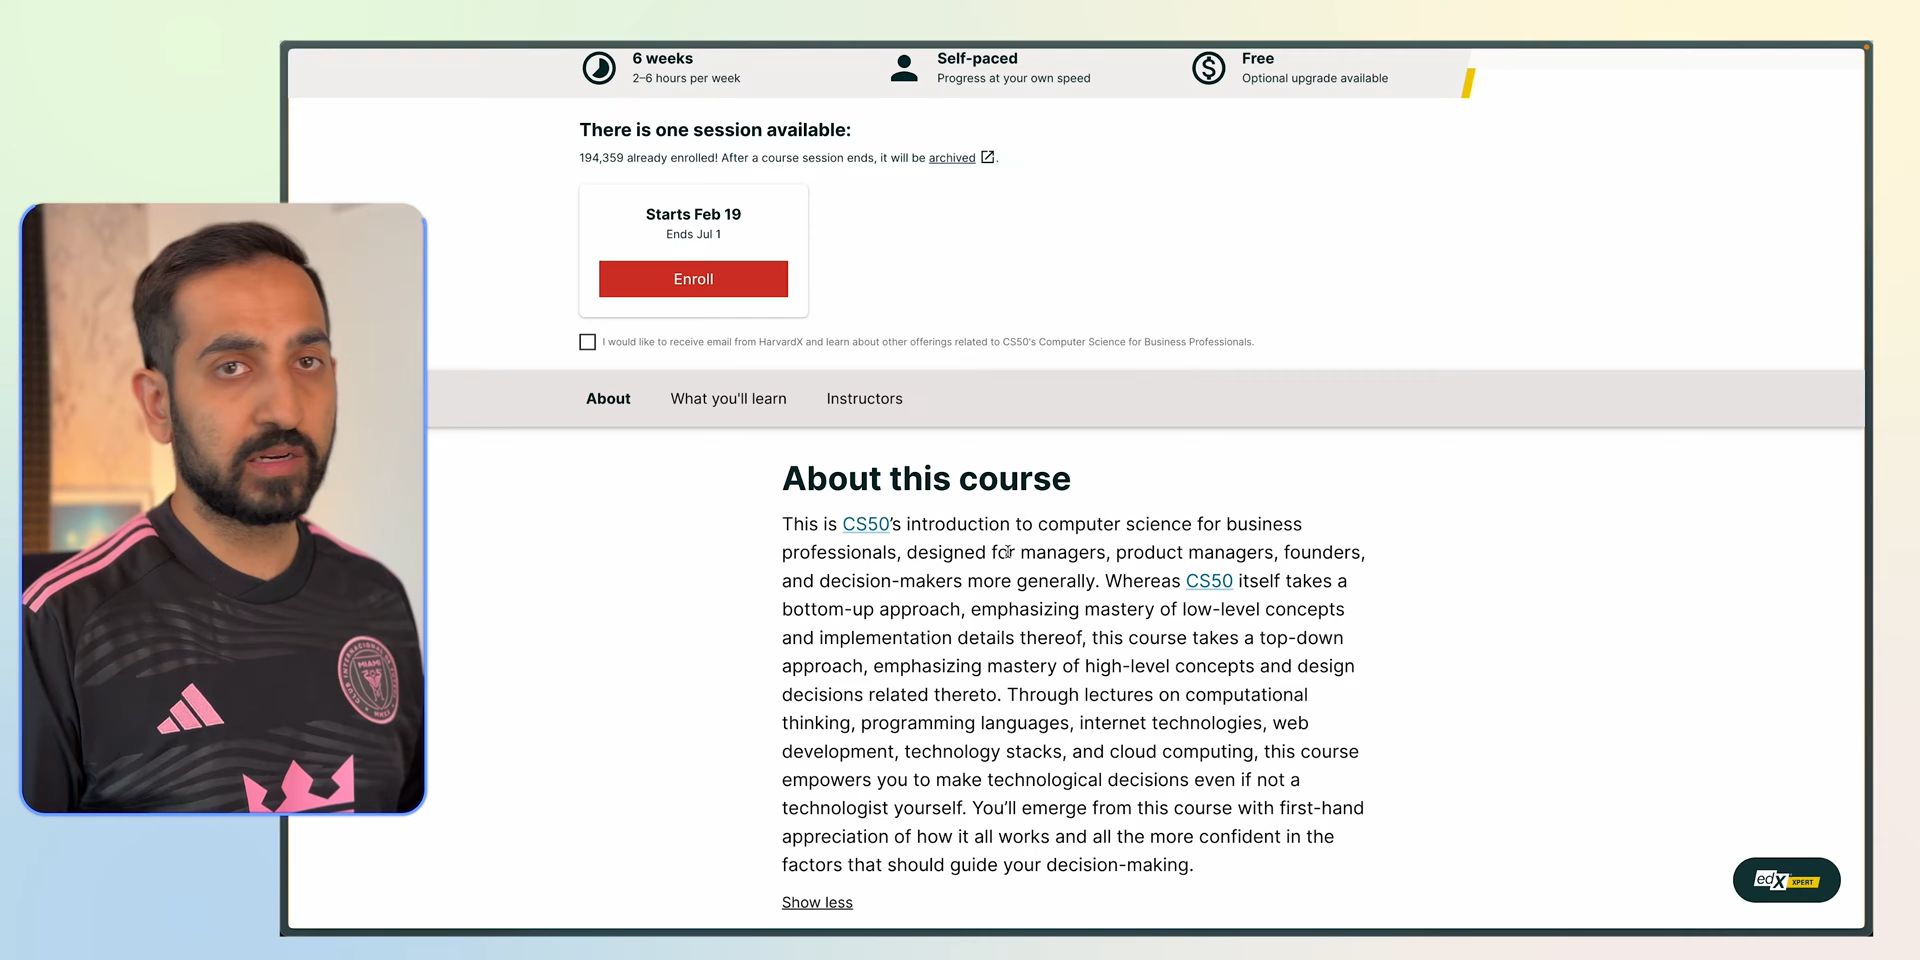 6 weeks
2–6 hours per week
Self-paced
Progress at your own speed
Free
Optional upgrade available
There is one session available:
194,359 already enrolled! After a course session ends, it will be archived.
Starts Feb 19
Ends Jul 1
Enroll
I would like to receive email from HarvardX and learn about other offerings related to CS50's Computer Science for Business Professionals.
About
What you'll learn
Instructors
About this course
This is CS50’s introduction to computer science for business
professionals, designed for managers, product managers, founders,
and decision-makers more generally. Whereas CS50 itself takes a
bottom-up approach, emphasizing mastery of low-level concepts
and implementation details thereof, this course takes a top-down
approach, emphasizing mastery of high-level concepts and design
decisions related thereto. Through lectures on computational
thinking, programming languages, internet technologies, web
development, technology stacks, and cloud computing, this course
empowers you to make technological decisions even if not a
technologist yourself. You’ll emerge from this course with first-hand
appreciation of how it all works and all the more confident in the
factors that should guide your decision-making.
Show less
edX XPERT
MIAMI